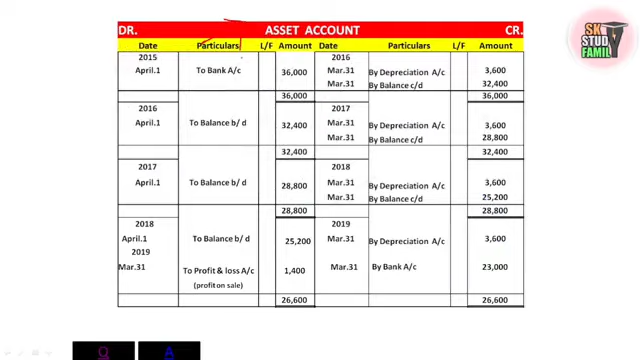 DR. ASSET ACCOUNT CR.
Date Particulars L/F Amount Date Particulars L/F Amount
2015 2016
April.1 To Bank A/c 36,000 Mar.31 By Depreciation A/c 3,600
Mar.31 By Balance c/d 32,400
36,000 36,000
2016 2017
April.1 To Balance b/d 32,400 Mar.31 By Depreciation A/c 3,600
Mar.31 By Balance c/d 28,800
32,400 32,400
2017 2018
April.1 To Balance b/d 28,800 Mar.31 By Depreciation A/c 3,600
Mar.31 By Balance c/d 25,200
28,800 28,800
2018 2019
April.1 To Balance b/d 25,200 Mar.31 By Depreciation A/c 3,600
2019
Mar.31 To Profit & loss A/c 1,400 Mar.31 By Bank A/c 23,000
(profit on sale)
26,600 26,600
SK
STUD
FAMIL
Q A